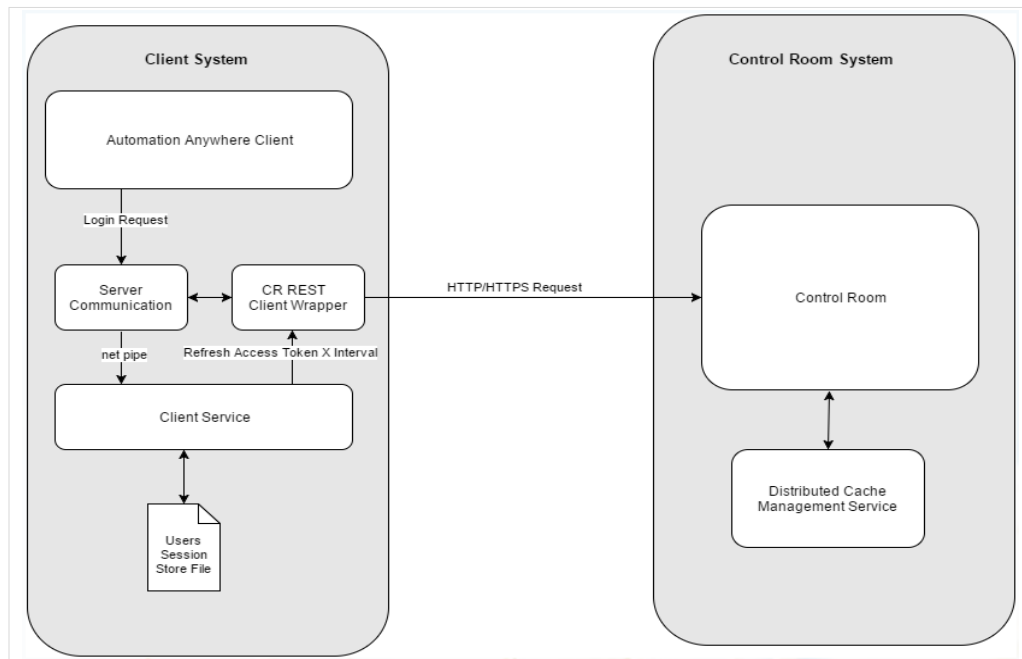 Client System
Automation Anywhere Client
Login Request
Server
Communication
CR REST
Client Wrapper
net pipe
Refresh Access Token X Interval
Client Service
Users
Session
Store File
HTTP/HTTPS Request
Control Room System
Control Room
Distributed Cache
Management Service